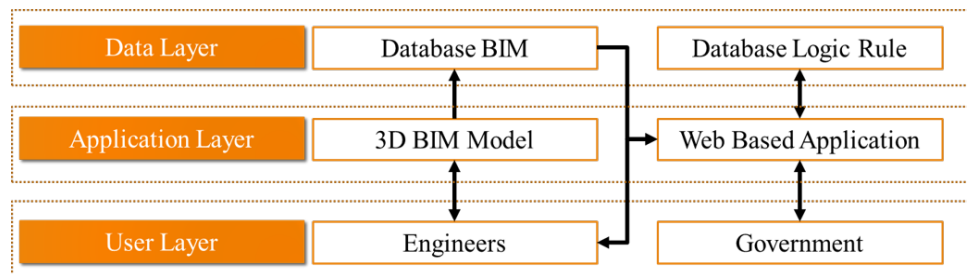 Data Layer
Database BIM
Database Logic Rule
Application Layer
3D BIM Model
Web Based Application
User Layer
Engineers
Government